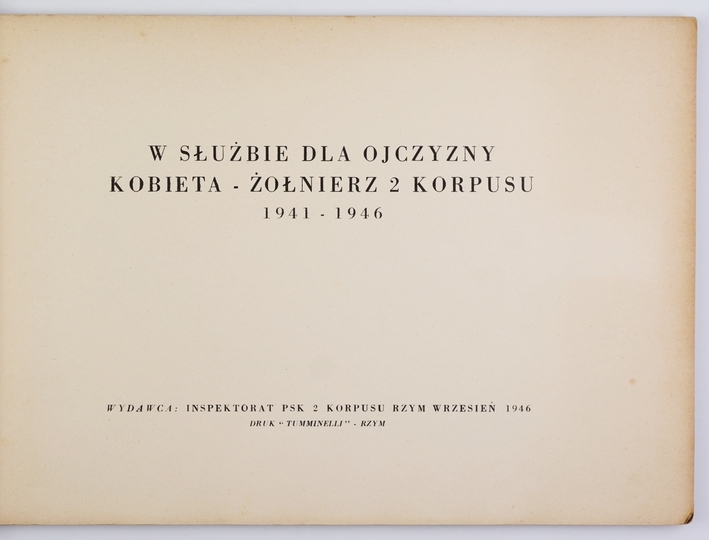 W SŁUŻBIE DLA OJCZYZNY
KOBIETA - ŻOŁNIERZ 2 KORPUSU
1941 - 1946
WYDAWCA: INSPEKTORAT PSK 2 KORPUSU RZYM WRZESIEŃ 1946
DRUK "TUMMINELLI" - RZYM